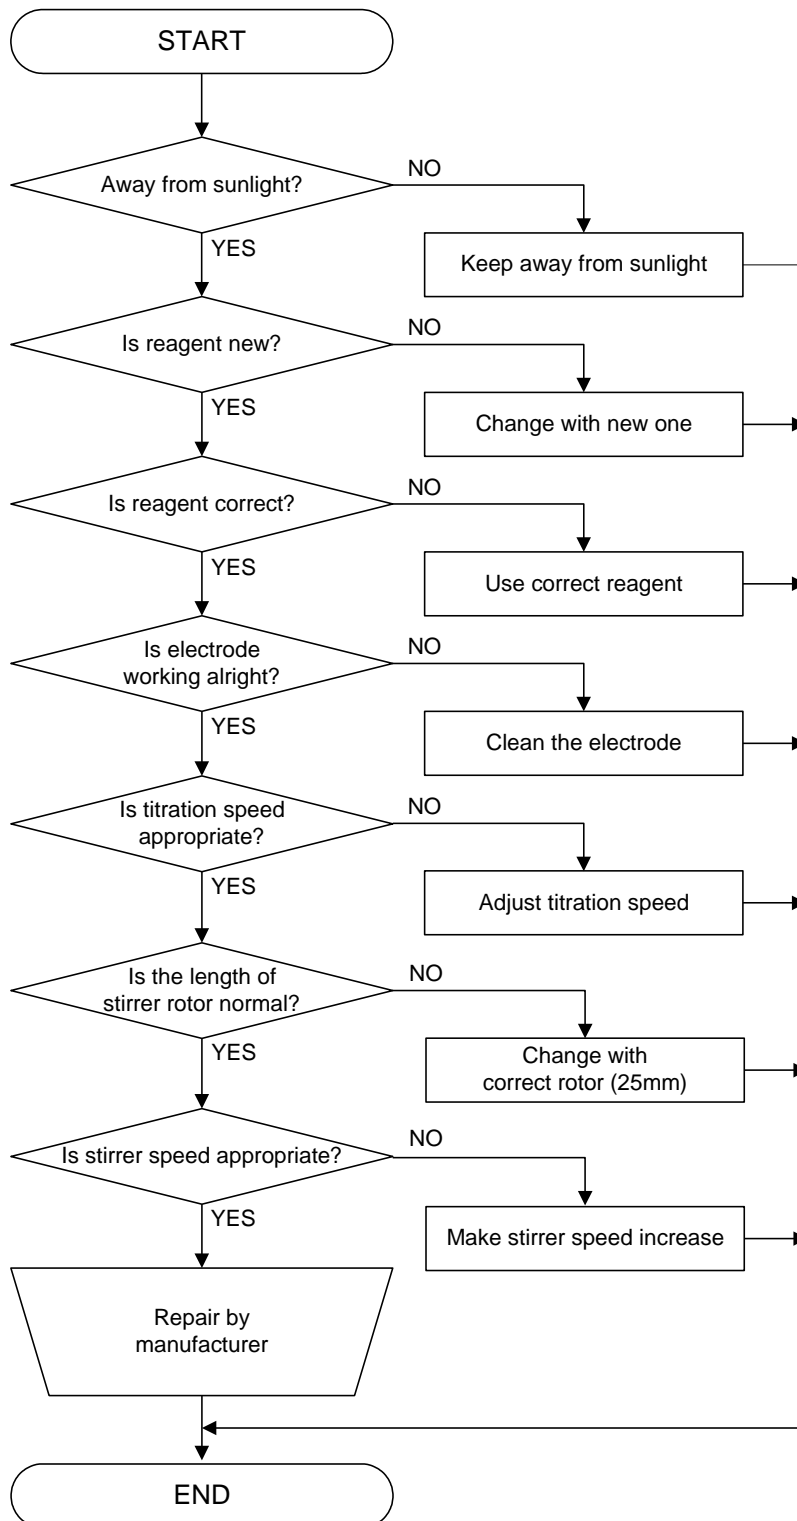 START
Away from sunlight?
NO
YES
Keep away from sunlight
Is reagent new?
NO
YES
Change with new one
Is reagent correct?
NO
YES
Use correct reagent
Is electrode
working alright?
NO
YES
Clean the electrode
Is titration speed
appropriate?
NO
YES
Adjust titration speed
Is the length of
stirrer rotor normal?
NO
YES
Change with
correct rotor (25mm)
Is stirrer speed appropriate?
NO
YES
Make stirrer speed increase
Repair by
manufacturer
END